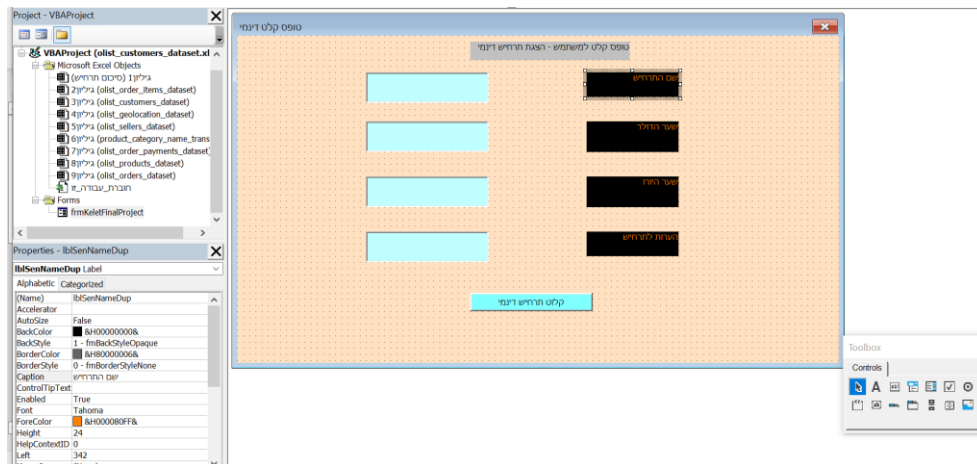 Project - VBAProject
VBAProject (olist_customers_dataset.xl
Microsoft Excel Objects
גיליון1 (סיכום תרחיש)
גיליון2 (olist_order_items_dataset)
גיליון3 (olist_customers_dataset)
גיליון4 (olist_geolocation_dataset)
גיליון5 (olist_sellers_dataset)
גיליון6 (product_category_name_trans
גיליון7 (olist_order_payments_dataset)
גיליון8 (olist_products_dataset)
גיליון9 (olist_orders_dataset)
חוברת_עבודה_זו
Forms
frmKeletFinalProject
Properties - lblSenNameDup
lblSenNameDup Label
Alphabetic Categorized
(Name) lblSenNameDup
Accelerator
AutoSize False
BackColor &H00000000&
BackStyle 1 - fmBackStyleOpaque
BorderColor &H80000006&
BorderStyle 0 - fmBorderStyleNone
Caption שם התרחיש
ControlTipText
Enabled True
Font Tahoma
ForeColor &H000080FF&
Height 24
HelpContextID 0
Left 342
טופס קלט דינמי
טופס קלט למשתמש - הצגת תרחיש דינמי
שם התרחיש
שער הדולר
שער היורו
הערות לתרחיש
קלוט תרחיש דינמי
Toolbox
Controls